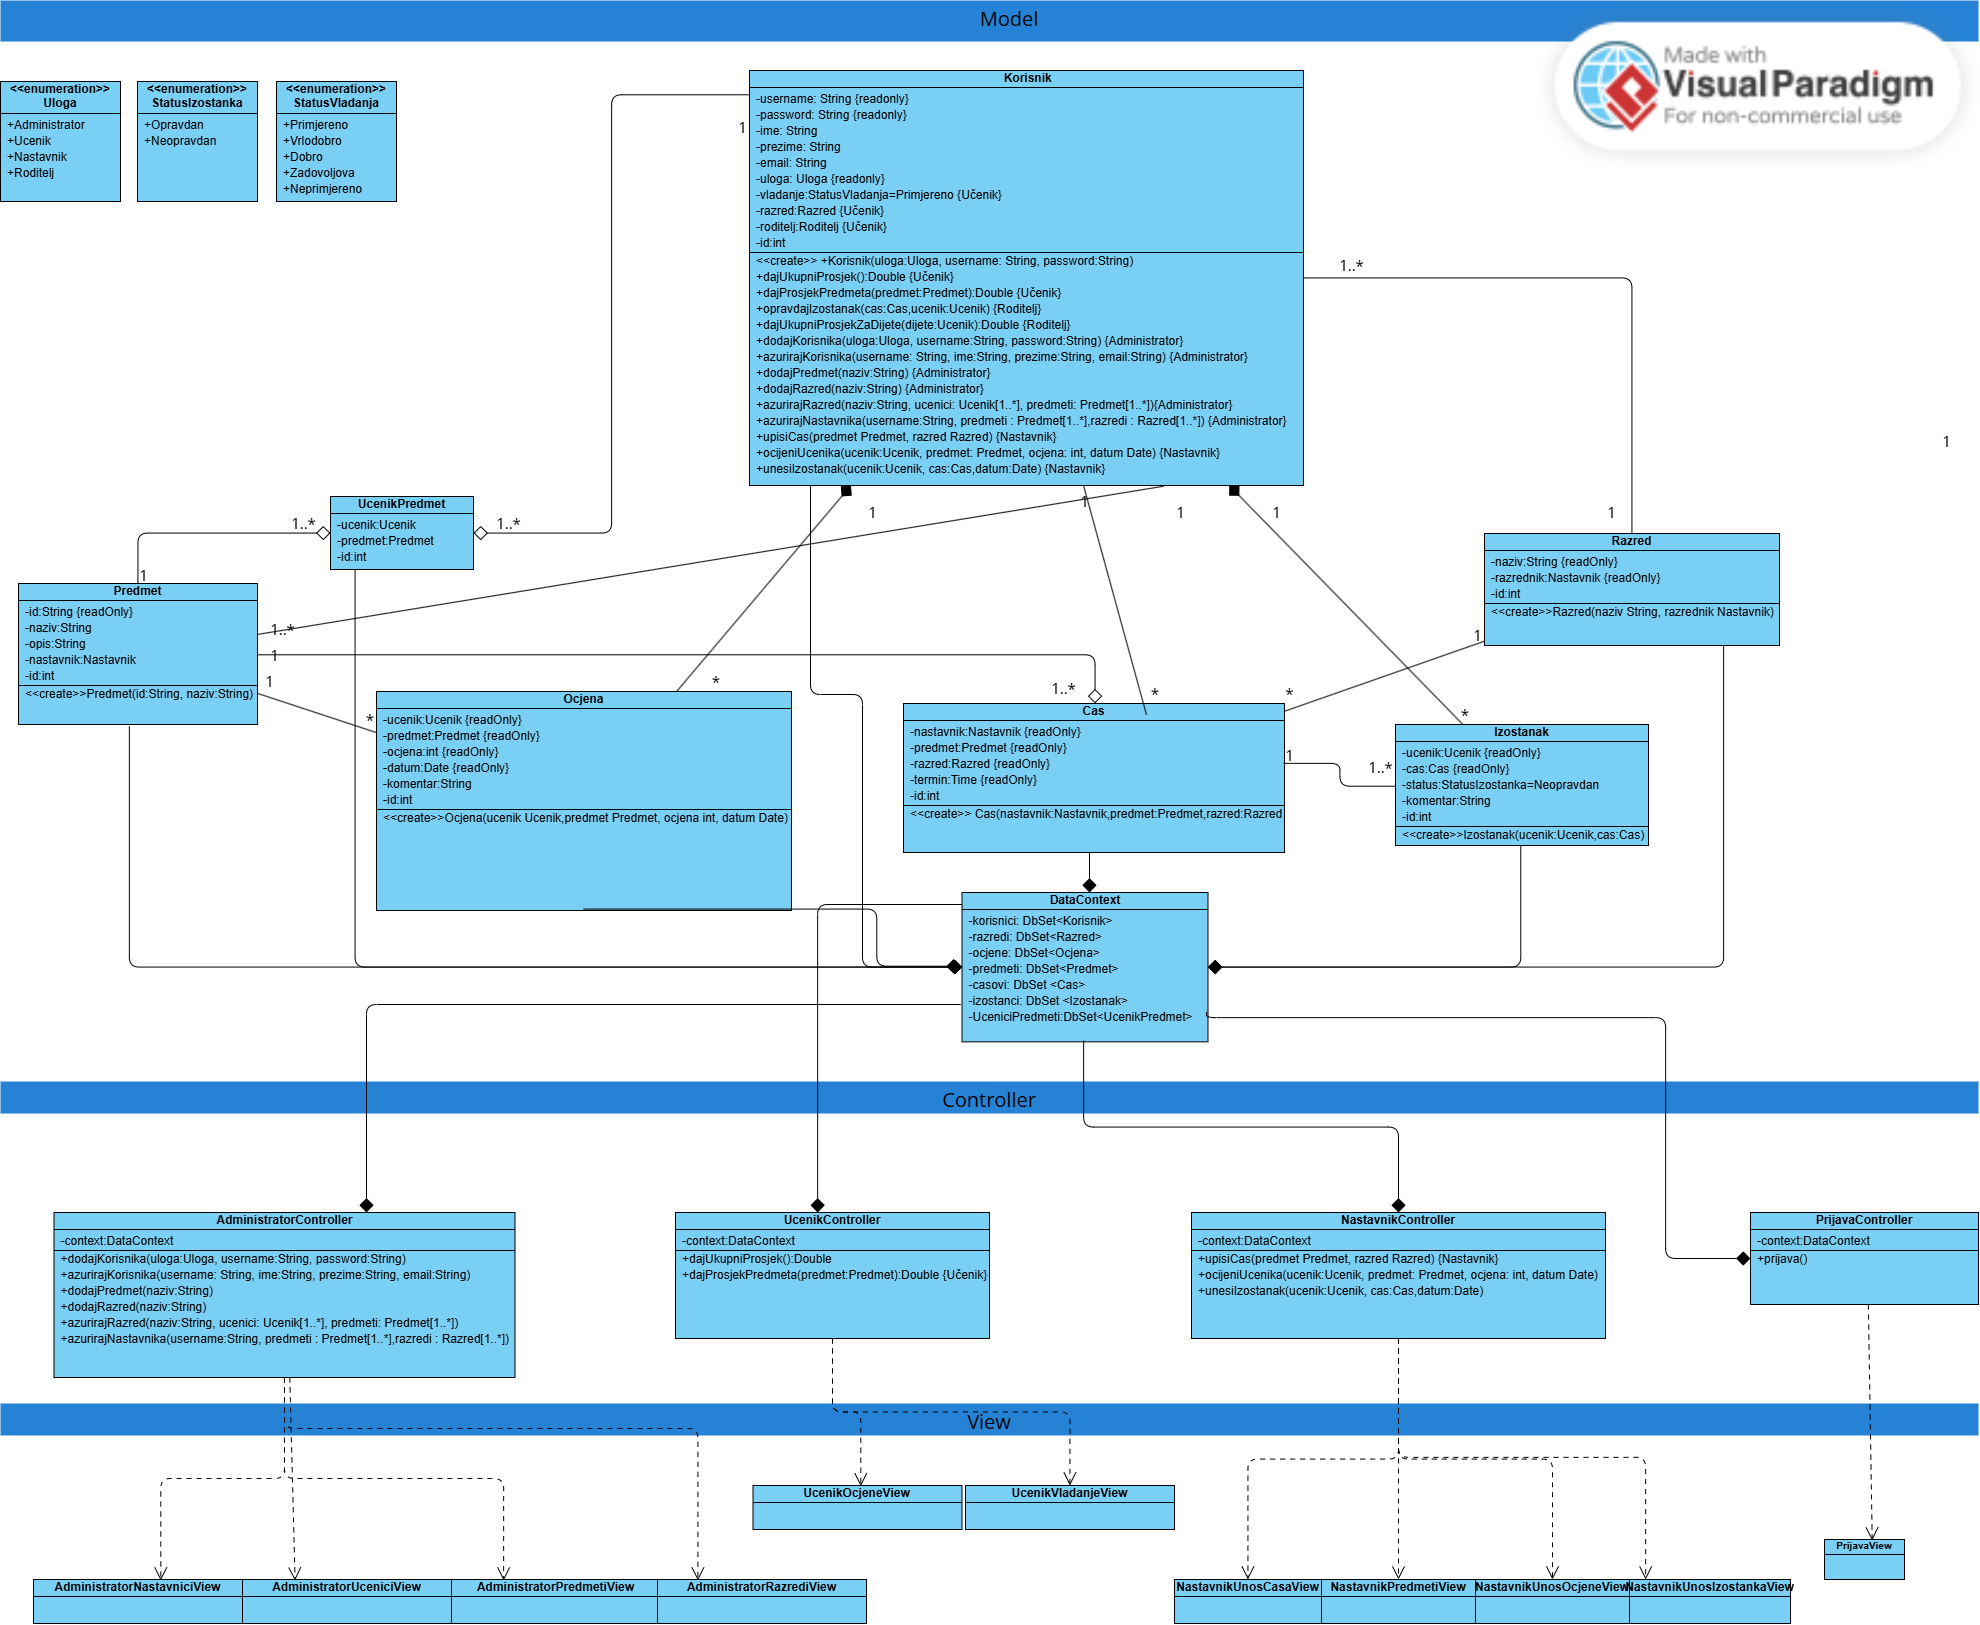 Model
Made with
Visual Paradigm
For non-commercial use
<<enumeration>>
Uloga
+Administrator
+Ucenik
+Nastavnik
+Roditelj
<<enumeration>>
StatusIzostanka
+Opravdan
+Neopravdan
<<enumeration>>
StatusVladanja
+Primjereno
+Vrlodobro
+Dobro
+Zadovoljova
+Neprimjereno
Korisnik
-username: String {readonly}
-password: String {readonly}
-ime: String
-prezime: String
-email: String
-uloga: Uloga {readonly}
-vladanje:StatusVladanja=Primjereno {Učenik}
-razred:Razred {Učenik}
-roditelj:Roditelj {Učenik}
-id:int
<<create>> +Korisnik(uloga:Uloga, username: String, password:String)
+dajUkupniProsjek():Double {Učenik}
+dajProsjekPredmeta(predmet:Predmet):Double {Učenik}
+opravdajIzostanak(cas:Cas,ucenik:Ucenik) {Roditelj}
+dajUkupniProsjekZaDijete(dijete:Ucenik):Double {Roditelj}
+dodajKorisnika(uloga:Uloga, username:String, password:String) {Administrator}
+azurirajKorisnika(username: String, ime:String, prezime:String, email:String) {Administrator}
+dodajPredmet(naziv:String) {Administrator}
+dodajRazred(naziv:String) {Administrator}
+azurirajRazred(naziv:String, ucenici: Ucenik[1..*], predmeti: Predmet[1..*]){Administrator}
+azurirajNastavnika(username:String, predmeti : Predmet[1..*],razredi : Razred[1..*]) {Administrator}
+upisiCas(predmet Predmet, razred Razred) {Nastavnik}
+ocijeniUcenika(ucenik:Ucenik, predmet: Predmet, ocjena: int, datum Date) {Nastavnik}
+unesiIzostanak(ucenik:Ucenik, cas:Cas,datum:Date) {Nastavnik}
1
1..*
1
1
1
1
1
1
UcenikPredmet
-ucenik:Ucenik
-predmet:Predmet
-id:int
1..*
1..*
1
Predmet
-id:String {readOnly}
-naziv:String
-opis:String
-nastavnik:Nastavnik
-id:int
<<create>>Predmet(id:String, naziv:String)
1..*
1
1
*
*
Ocjena
-ucenik:Ucenik {readOnly}
-predmet:Predmet {readOnly}
-ocjena:int {readOnly}
-datum:Date {readOnly}
-komentar:String
-id:int
<<create>>Ocjena(ucenik Ucenik,predmet Predmet, ocjena int, datum Date)
1..*
*
*
Cas
-nastavnik:Nastavnik {readOnly}
-predmet:Predmet {readOnly}
-razred:Razred {readOnly}
-termin:Time {readOnly}
-id:int
<<create>> Cas(nastavnik:Nastavnik,predmet:Predmet,razred:Razred
1
1..*
Razred
-naziv:String {readOnly}
-razrednik:Nastavnik {readOnly}
-id:int
<<create>>Razred(naziv String, razrednik Nastavnik)
1
*
Izostanak
-ucenik:Ucenik {readOnly}
-cas:Cas {readOnly}
-status:StatusIzostanka=Neopravdan
-komentar:String
-id:int
<<create>>Izostanak(ucenik:Ucenik,cas:Cas)
DataContext
-korisnici: DbSet<Korisnik>
-razredi: DbSet<Razred>
-ocjene: DbSet<Ocjena>
-predmeti: DbSet<Predmet>
-casovi: DbSet <Cas>
-izostanci: DbSet <Izostanak>
-UceniciPredmeti:DbSet<UcenikPredmet>
Controller
AdministratorController
-context:DataContext
+dodajKorisnika(uloga:Uloga, username:String, password:String)
+azurirajKorisnika(username: String, ime:String, prezime:String, email:String)
+dodajPredmet(naziv:String)
+dodajRazred(naziv:String)
+azurirajRazred(naziv:String, ucenici: Ucenik[1..*], predmeti: Predmet[1..*])
+azurirajNastavnika(username:String, predmeti : Predmet[1..*],razredi : Razred[1..*])
UcenikController
-context:DataContext
+dajUkupniProsjek():Double
+dajProsjekPredmeta(predmet:Predmet):Double {Učenik}
NastavnikController
-context:DataContext
+upisiCas(predmet Predmet, razred Razred) {Nastavnik}
+ocijeniUcenika(ucenik:Ucenik, predmet: Predmet, ocjena: int, datum Date)
+unesiIzostanak(ucenik:Ucenik, cas:Cas,datum:Date)
PrijavaController
-context:DataContext
+prijava()
View
UcenikOcjeneView
UcenikVladanjeView
PrijavaView
AdministratorNastavniciView
AdministratorUceniciView
AdministratorPredmetiView
AdministratorRazrediView
NastavnikUnosCasaView
NastavnikPredmetiView
NastavnikUnosOcjeneView
NastavnikUnosIzostankaView